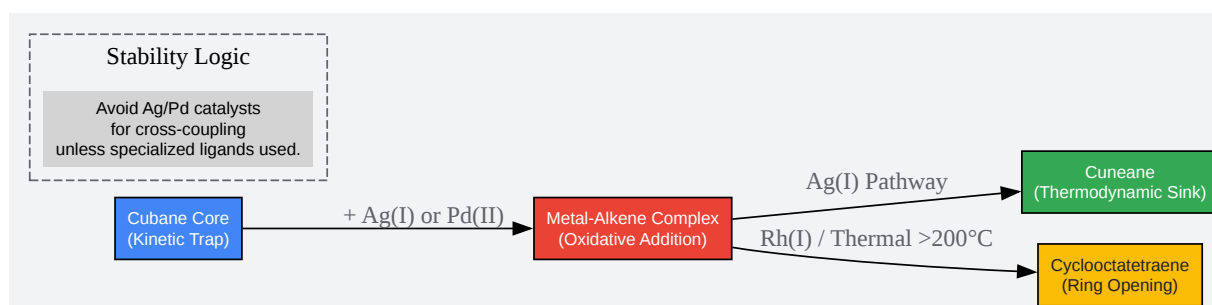 Stability Logic
Avoid Ag/Pd catalysts
for cross-coupling
unless specialized ligands used.
Cubane Core
(Kinetic Trap)
+ Ag(I) or Pd(II)
Metal-Alkene Complex
(Oxidative Addition)
Ag(I) Pathway
Rh(I) / Thermal >200°C
Cuneane
(Thermodynamic Sink)
Cyclooctatetraene
(Ring Opening)